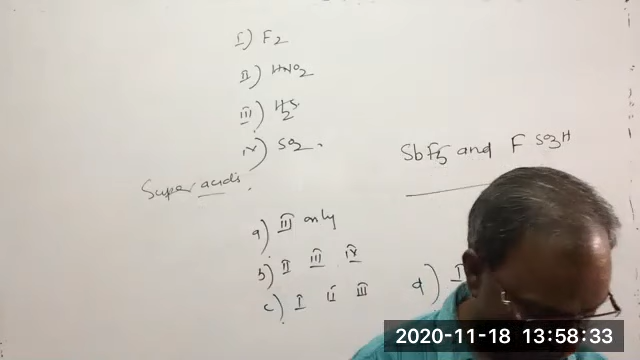 I) F2
II) HNO2
III) H2S
IV) SO2.
SbF5 and F SO3H
Super acids.
a) III only
b) II III IV
c) I II III
d) I
2020-11-18 13:58:33